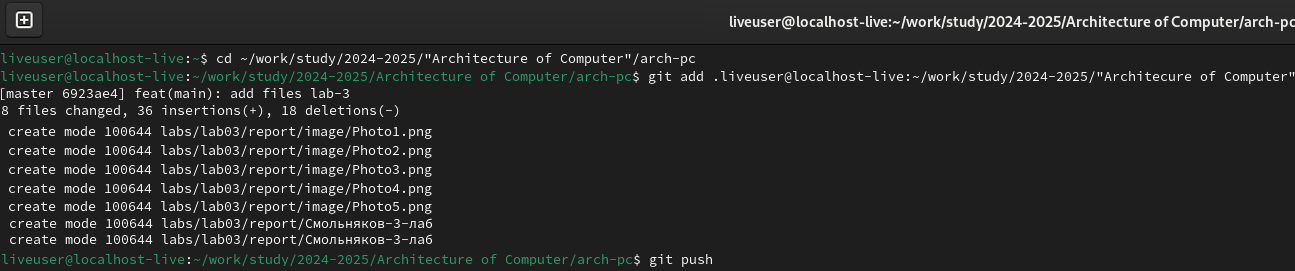 liveuser@localhost-live:~/work/study/2024-2025/Architecture of Computer/arch-pc
liveuser@localhost-live:~$ cd ~/work/study/2024-2025/"Architecture of Computer"/arch-pc
liveuser@localhost-live:~/work/study/2024-2025/Architecture of Computer/arch-pc$ git add .liveuser@localhost-live:~/work/study/2024-2025/"Architecture of Computer"
[master 6923ae4] feat(main): add files lab-3
8 files changed, 36 insertions(+), 18 deletions(-)
create mode 100644 labs/lab03/report/image/Photo1.png
create mode 100644 labs/lab03/report/image/Photo2.png
create mode 100644 labs/lab03/report/image/Photo3.png
create mode 100644 labs/lab03/report/image/Photo4.png
create mode 100644 labs/lab03/report/image/Photo5.png
create mode 100644 labs/lab03/report/Смольняков-3-лаб
create mode 100644 labs/lab03/report/Смольняков-3-лаб
liveuser@localhost-live:~/work/study/2024-2025/Architecture of Computer/arch-pc$ git push